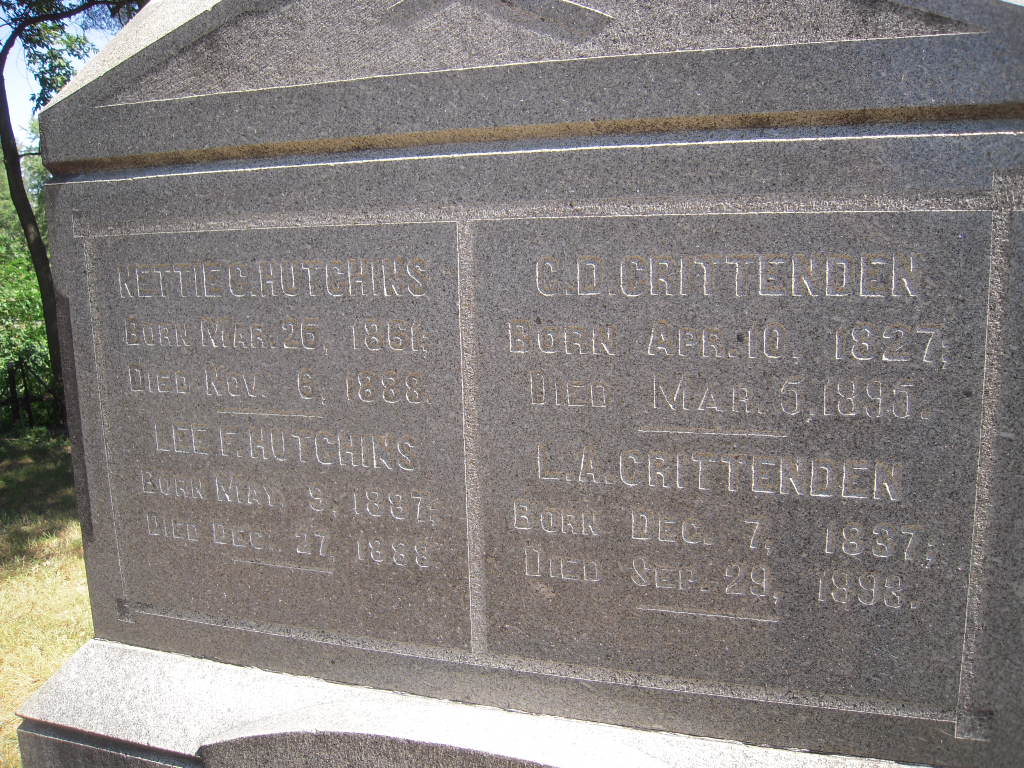 NETTIE C. HUTCHINS
BORN MAR. 25, 1861;
DIED NOV. 6, 1888.
LEE F. HUTCHINS
BORN MAY. 9, 1887;
DIED DEC. 27, 1888
C. D. CRITTENDEN
BORN APR. 10, 1827;
DIED MAR. 5, 1895.
L. A. CRITTENDEN
BORN DEC. 7, 1837;
DIED SEP. 29, 1898.